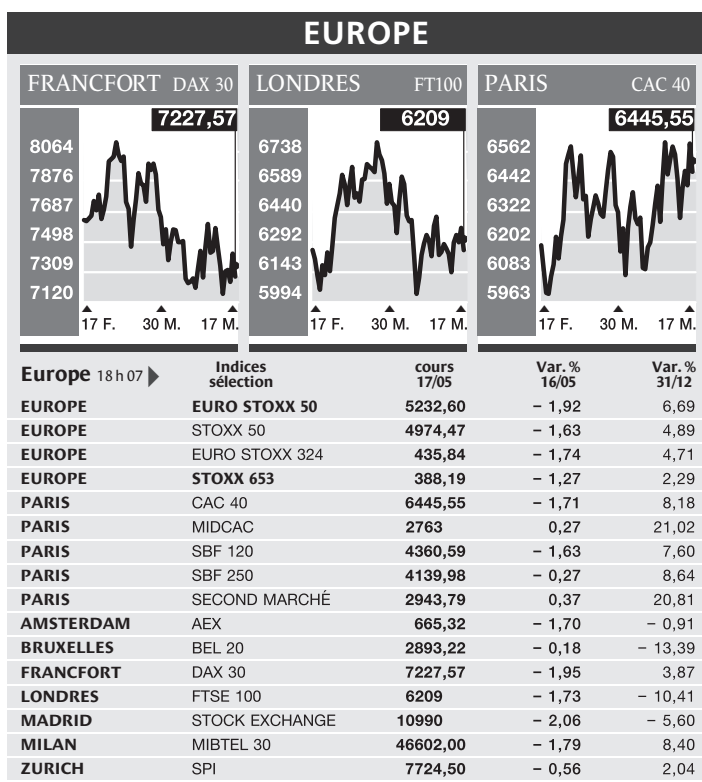 EUROPE
FRANCFORT DAX 30
7227,57
8064
7876
7687
7498
7309
7120
17 F. 30 M. 17 M.
LONDRES FT100
6209
6738
6589
6440
6292
6143
5994
17 F. 30 M. 17 M.
PARIS CAC 40
6445,55
6562
6442
6322
6202
6083
5963
17 F. 30 M. 17 M.
Europe 18 h 07 Indices sélection cours 17/05 Var. % 16/05 Var. % 31/12
EUROPE EURO STOXX 50 5232,60 – 1,92 6,69
EUROPE STOXX 50 4974,47 – 1,63 4,89
EUROPE EURO STOXX 324 435,84 – 1,74 4,71
EUROPE STOXX 653 388,19 – 1,27 2,29
PARIS CAC 40 6445,55 – 1,71 8,18
PARIS MIDCAC 2763 0,27 21,02
PARIS SBF 120 4360,59 – 1,63 7,60
PARIS SBF 250 4139,98 – 0,27 8,64
PARIS SECOND MARCHÉ 2943,79 0,37 20,81
AMSTERDAM AEX 665,32 – 1,70 – 0,91
BRUXELLES BEL 20 2893,22 – 0,18 – 13,39
FRANCFORT DAX 30 7227,57 – 1,95 3,87
LONDRES FTSE 100 6209 – 1,73 – 10,41
MADRID STOCK EXCHANGE 10990 – 2,06 – 5,60
MILAN MIBTEL 30 46602,00 – 1,79 8,40
ZURICH SPI 7724,50 – 0,56 2,04